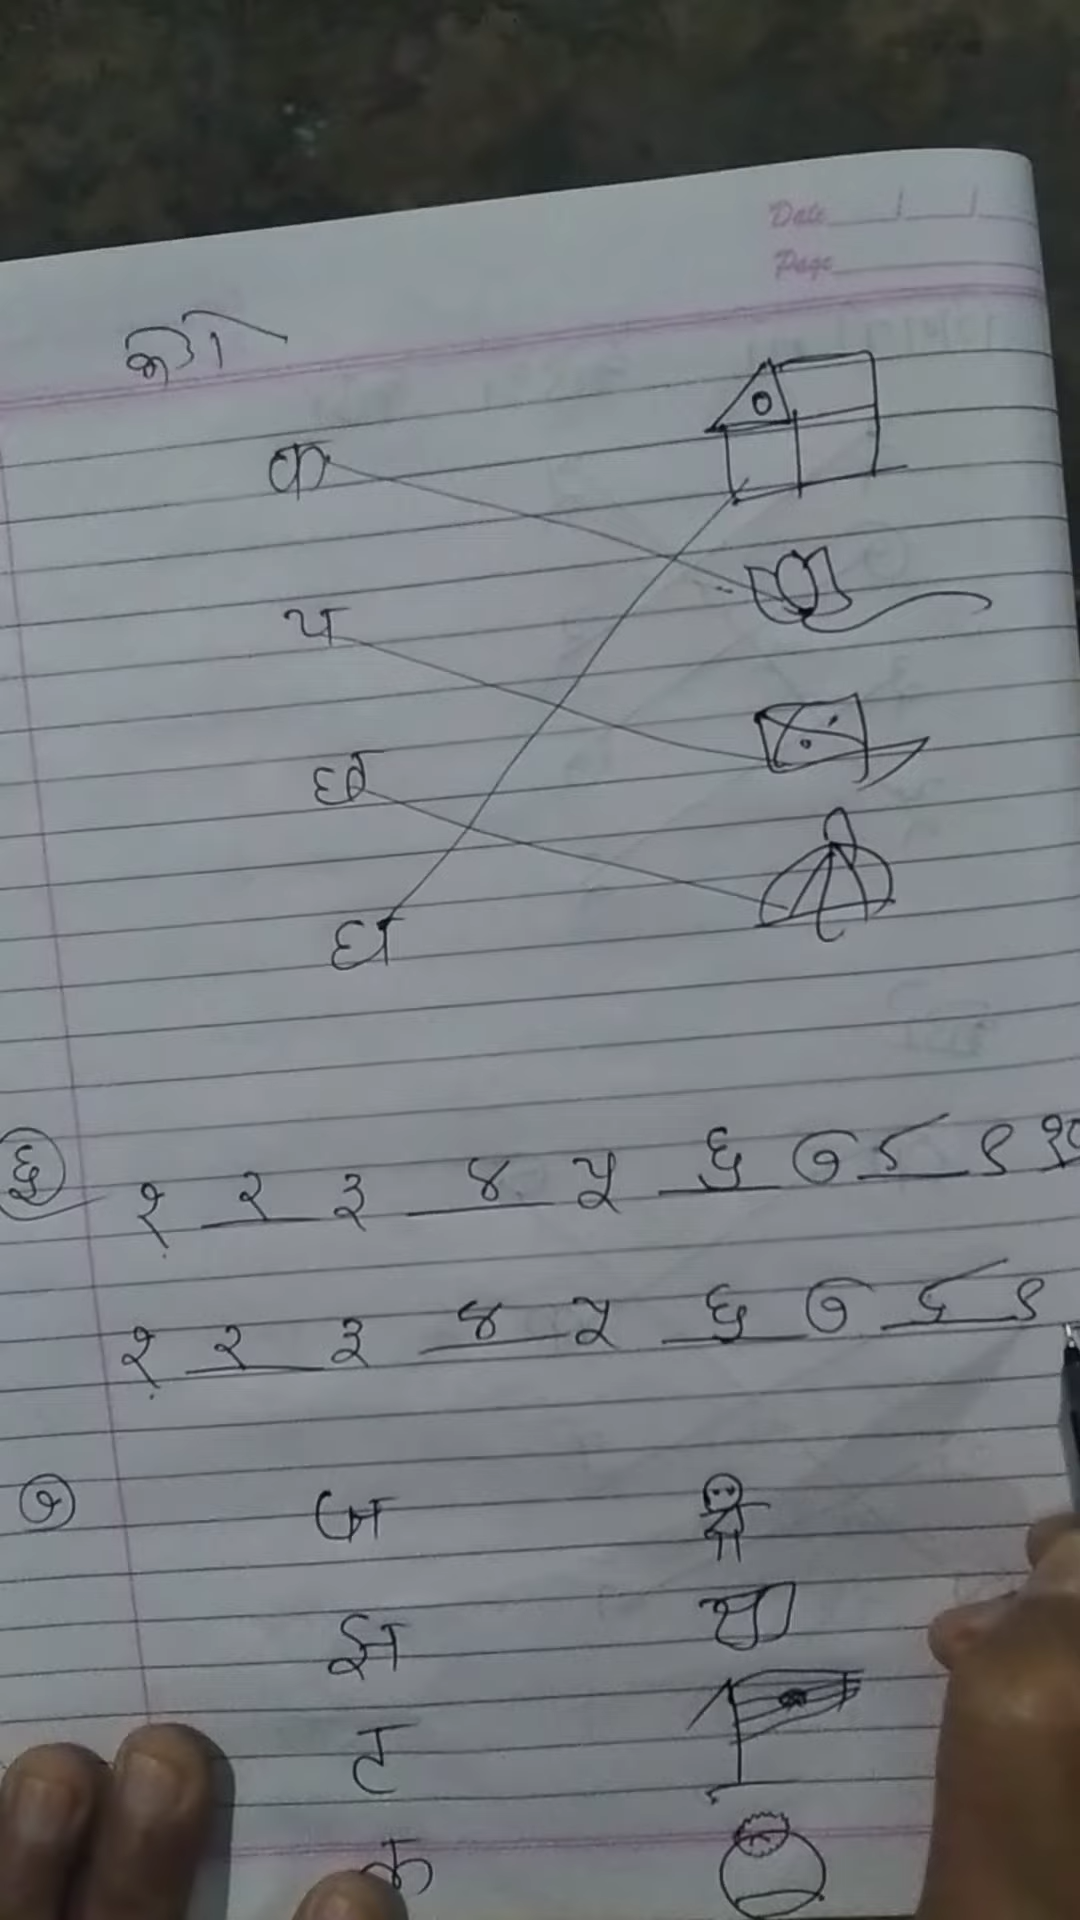 Date
Page
क
प
छ
घ
६ १ २ ३ ४ ५ ६ ७ ८ ९ १०
१ २ ३ ४ ५ ६ ७ ८ ९
७
झ
ट